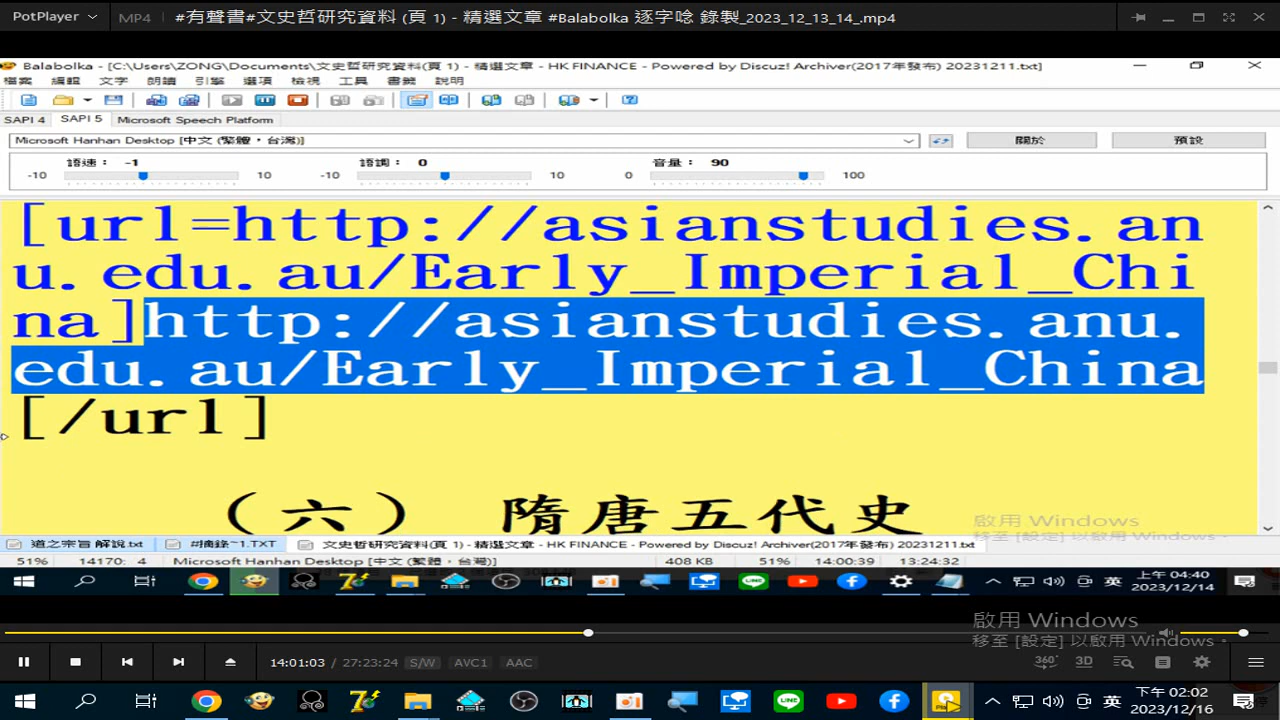 PotPlayer MP4 #有聲書#文史哲研究資料 (頁 1) - 精選文章 #Balabolka 逐字唸 錄製_2023_12_13_14_.mp4
Balabolka - [C:\Users\ZONG\Documents\文史哲研究資料(頁 1) - 精選文章 - HK FINANCE - Powered by Discuz! Archiver(2017年發布) 20231211.txt]
檔案 編輯 文字 朗讀 引擎 選項 檢視 工具 書籤 說明
SAPI 4 SAPI 5 Microsoft Speech Platform
Microsoft Hanhan Desktop [中文 (繁體，台灣)] 關於 預設
語速： -1 語調： 0 音量： 90
-10 10 -10 10 0 100
[url=http://asianstudies.an
u.edu.au/Early_Imperial_Chi
na]http://asianstudies.anu.
edu.au/Early_Imperial_China
[/url]
（六） 隋唐五代史
啟用 Windows
移至 [設定] 以啟用 Windows。
道之宗旨 解說.txt #摘錄~1.TXT 文史哲研究資料(頁 1) - 精選文章 - HK FINANCE - Powered by Discuz! Archiver(2017年發布) 20231211.txt
51% 14170: 4 Microsoft Hanhan Desktop [中文 (繁體，台灣)] 408 KB 51% 14:00:39 13:24:32
英 上午 04:40
2023/12/14
啟用 Windows
移至 [設定] 以啟用 Windows。
14:01:03 / 27:23:24 S/W AVC1 AAC 360° 3D
英 下午 02:02
2023/12/16